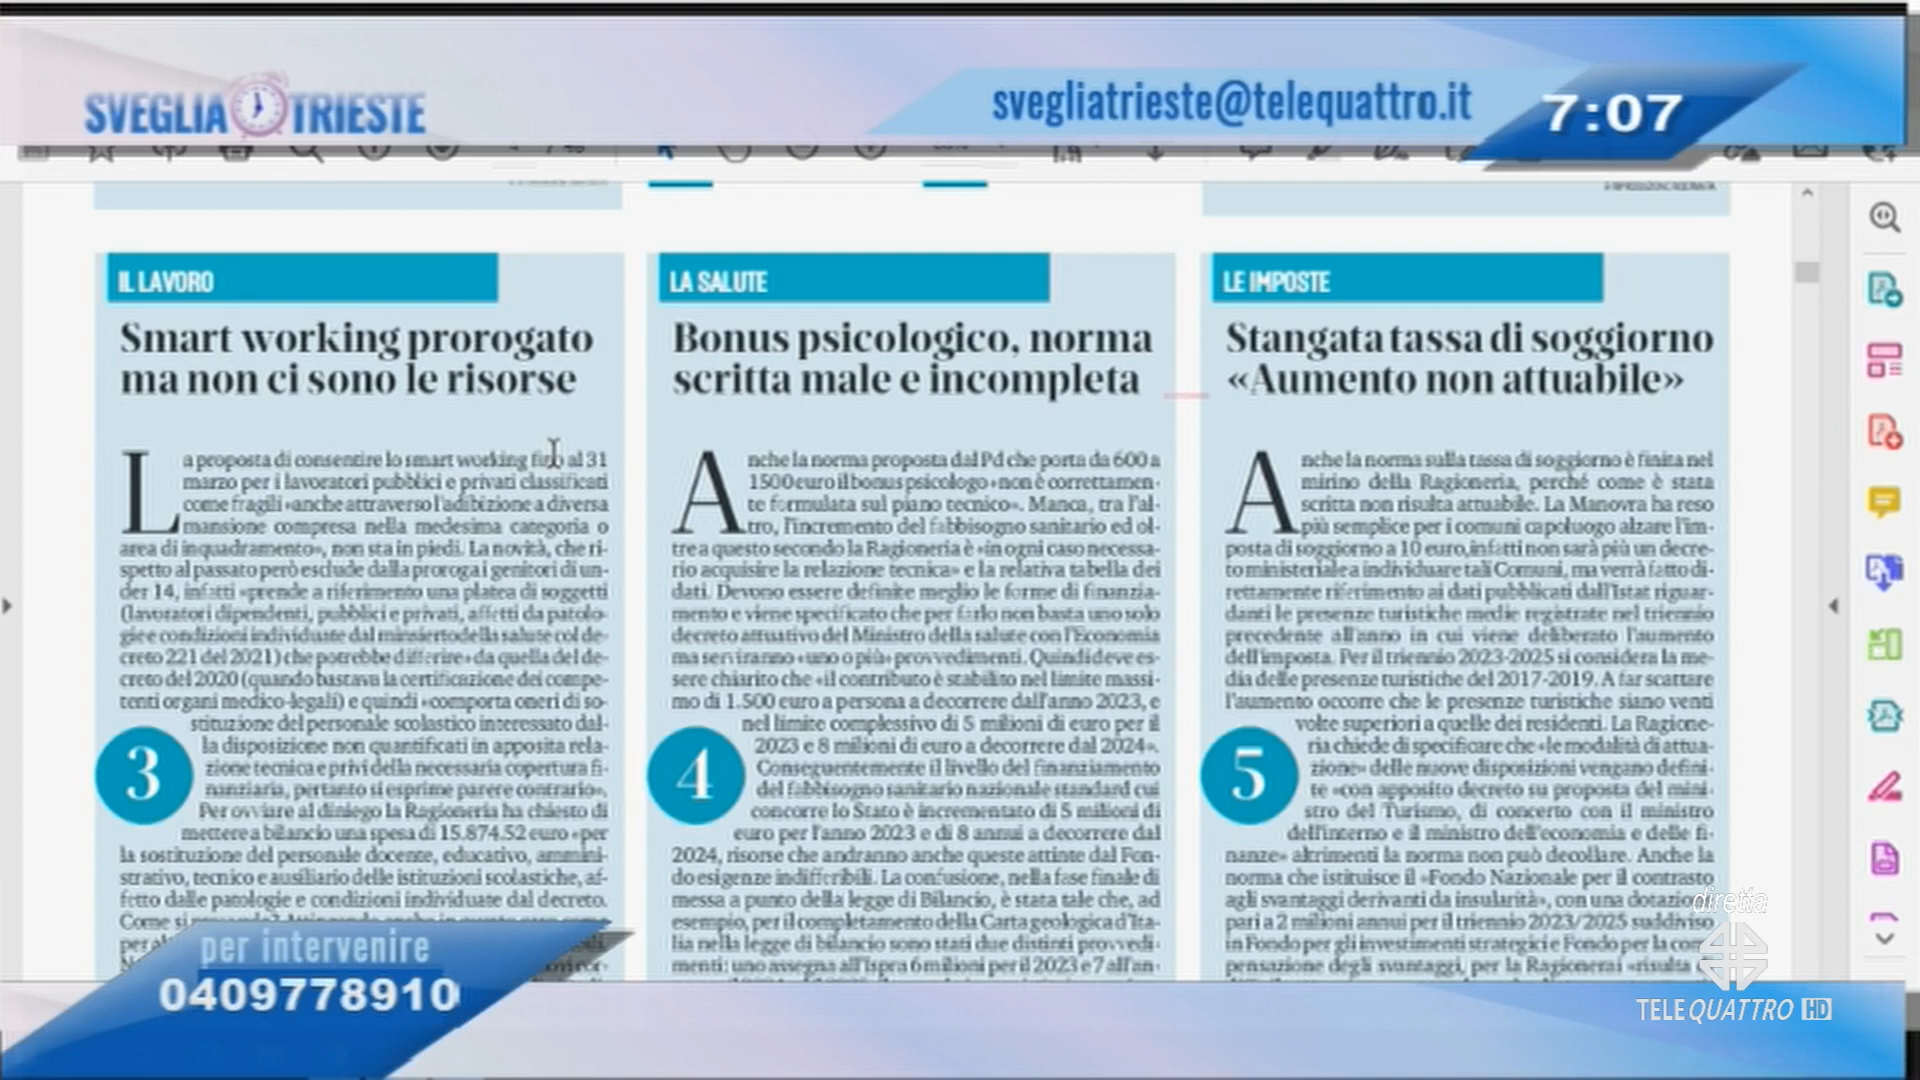 SVEGLIA TRIESTE
svegliatrieste@telequattro.it
7:07
IL LAVORO
Smart working prorogato
ma non ci sono le risorse
La proposta di consentire lo smart working fino al 31
marzo per i lavoratori pubblici e privati classificati
come fragili «anche attraverso l'adibizione a diversa
mansione compresa nella medesima categoria o
area di inquadramento», non sta in piedi. La novità, che ri-
spetto al passato però esclude dalla proroga i genitori di un-
der 14, infatti «prende a riferimento una platea di soggetti
(lavoratori dipendenti, pubblici e privati, affetti da patolo-
gie e condizioni individuate dal minsierto della salute col de-
creto 221 del 2021) che potrebbe differire» da quella del de-
creto del 2020 (quando bastava la certificazione dei compe-
tenti organi medico-legali) e quindi «comporta oneri di so-
stituzione del personale scolastico interessato dal-
la disposizione non quantificati in apposita rela-
zione tecnica e privi della necessaria copertura fi-
nanziaria, pertanto si esprime parere contrario».
Per ovviare al diniego la Ragioneria ha chiesto di
mettere a bilancio una spesa di 15.874.52 euro «per
la sostituzione del personale docente, educativo, ammini-
strativo, tecnico e ausiliario delle istituzioni scolastiche, af-
fetto dalle patologie e condizioni individuate dal decreto.
Come si
3
LA SALUTE
Bonus psicologico, norma
scritta male e incompleta
Anche la norma proposta dal Pd che porta da 600 a
1500 euro il bonus psicologo «non è correttamen-
te formulata sul piano tecnico». Manca, tra l'al-
tro, l'incremento del fabbisogno sanitario ed ol-
tre a questo secondo la Ragioneria è «in ogni caso necessa-
rio acquisire la relazione tecnica» e la relativa tabella dei
dati. Devono essere definite meglio le forme di finanzia-
mento e viene specificato che per farlo non basta uno solo
decreto attuativo del Ministro della salute con l'Economia
ma serviranno «uno o più» provvedimenti. Quindi deve es-
sere chiarito che «il contributo è stabilito nel limite massi-
mo di 1.500 euro a persona a decorrere dall'anno 2023, e
nel limite complessivo di 5 milioni di euro per il
2023 e 8 milioni di euro a decorrere dal 2024».
Conseguentemente il livello del finanziamento
del fabbisogno sanitario nazionale standard cui
concorre lo Stato è incrementato di 5 milioni di
euro per l'anno 2023 e di 8 annui a decorrere dal
2024, risorse che andranno anche queste attinte dal Fon-
do esigenze indifferibili. La confusione, nella fase finale di
messa a punto della legge di Bilancio, è stata tale che, ad
esempio, per il completamento della Carta geologica d'Ita-
lia nella legge di bilancio sono stati due distinti provvedi-
menti: uno assegna all'Ispra 6 milioni per il 2023 e 7 all'an-
4
LE IMPOSTE
Stangata tassa di soggiorno
«Aumento non attuabile»
Anche la norma sulla tassa di soggiorno è finita nel
mirino della Ragioneria, perché come è stata
scritta non risulta attuabile. La Manovra ha reso
più semplice per i comuni capoluogo alzare l'im-
posta di soggiorno a 10 euro, infatti non sarà più un decre-
to ministeriale a individuare tali Comuni, ma verrà fatto di-
rettamente riferimento ai dati pubblicati dall'Istat riguar-
danti le presenze turistiche medie registrate nel triennio
precedente all'anno in cui viene deliberato l'aumento
dell'imposta. Per il triennio 2023-2025 si considera la me-
dia delle presenze turistiche del 2017-2019. A far scattare
l'aumento occorre che le presenze turistiche siano venti
volte superiori a quelle dei residenti. La Ragione-
ria chiede di specificare che «le modalità di attua-
zione» delle nuove disposizioni vengano defini-
te «con apposito decreto su proposta del mini-
stro del Turismo, di concerto con il ministro
dell'interno e il ministro dell'economia e delle fi-
nanze» altrimenti la norma non può decollare. Anche la
norma che istituisce il «Fondo Nazionale per il contrasto
agli svantaggi derivanti da insularità», con una dotazione
pari a 2 milioni annui per il triennio 2023/2025 suddiviso
in Fondo per gli investimenti strategici e Fondo per la com-
pensazione degli svantaggi, per la Ragionerai «risulta
5
per intervenire
0409778910
diretta
TELEQUATTRO HD